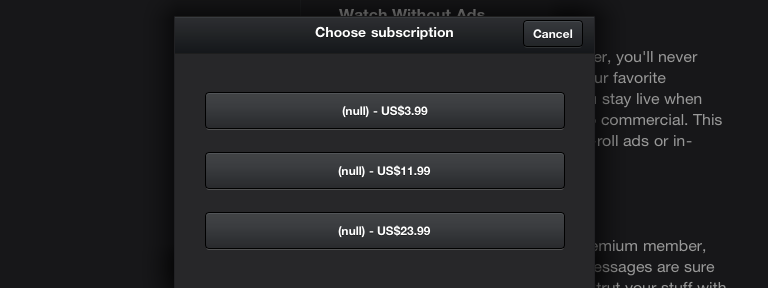 Watch Without Ads
Choose subscription
Cancel
er, you'll never
ur favorite
stay live when
commercial. This
roll ads or in-
(null) - US$3.99
(null) - US$11.99
(null) - US$23.99
emium member,
essages are sure
trut your stuff with